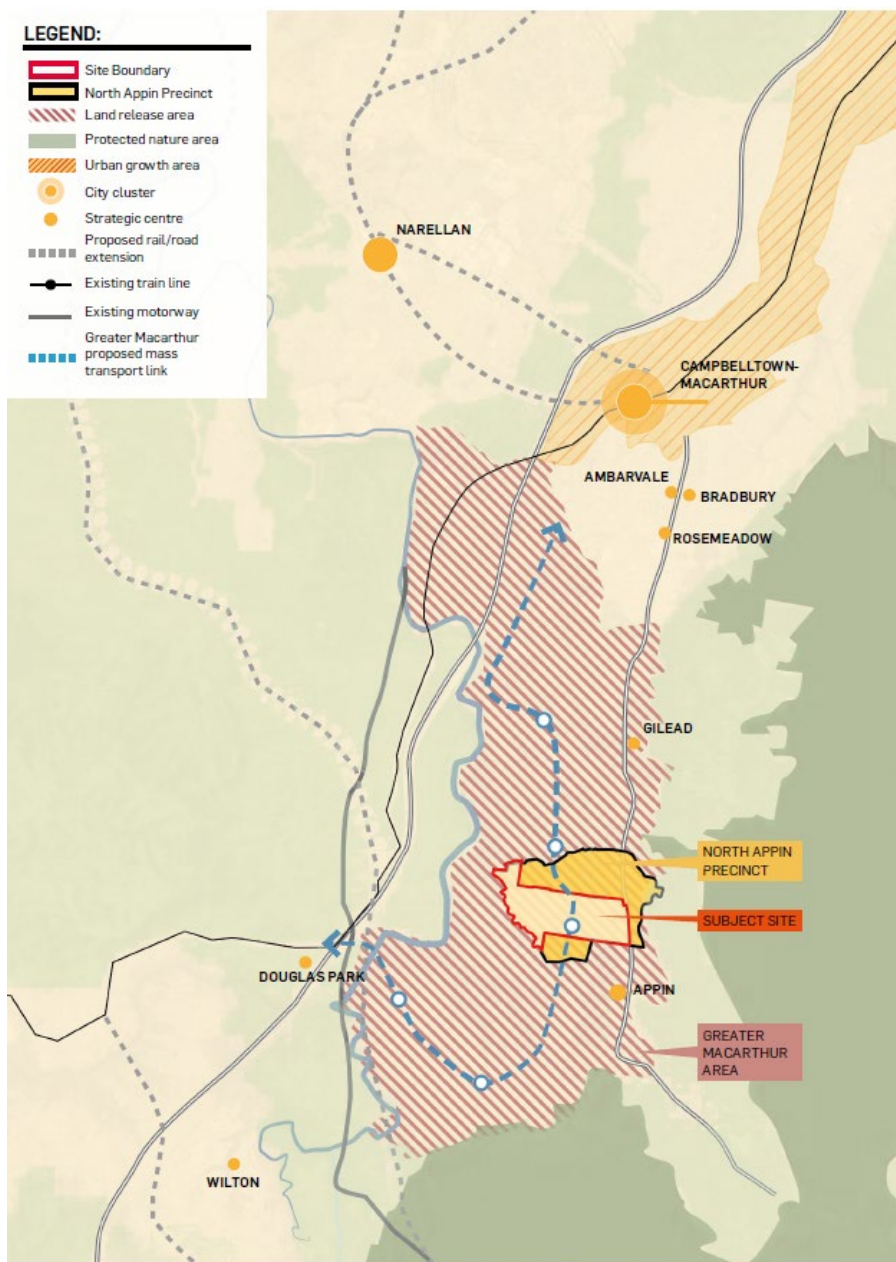 LEGEND:
Site Boundary
North Appin Precinct
Land release area
Protected nature area
Urban growth area
City cluster
Strategic centre
Proposed rail/road
extension
Existing train line
Existing motorway
Greater Macarthur
proposed mass
transport link
NARELLAN
CAMPBELLTOWN-
MACARTHUR
AMBARVALE
BRADBURY
ROSEMEADOW
GILEAD
NORTH APPIN
PRECINCT
SUBJECT SITE
DOUGLAS PARK
APPIN
GREATER
MACARTHUR
AREA
WILTON